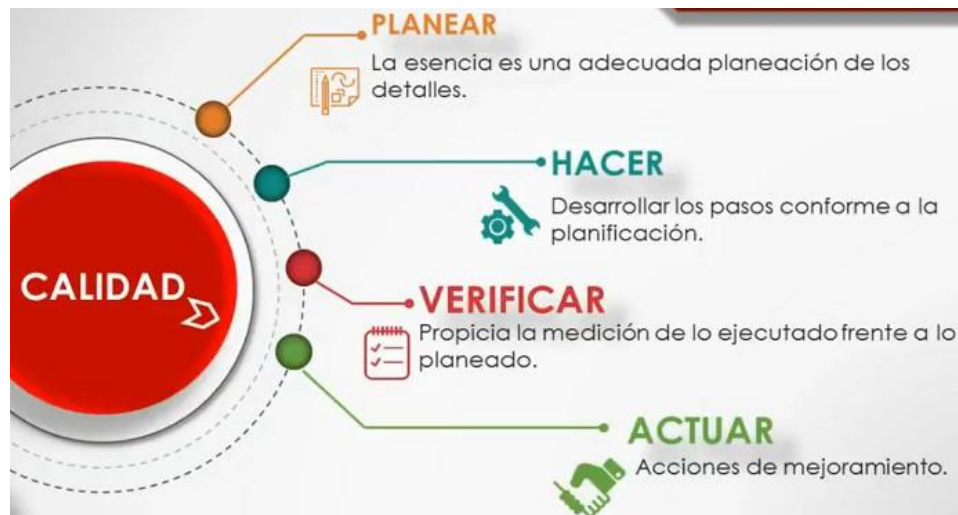 PLANEAR
La esencia es una adecuada planeación de los
detalles.
HACER
Desarrollar los pasos conforme a la
planificación.
CALIDAD
VERIFICAR
Propicia la medición de lo ejecutado frente a lo
planeado.
ACTUAR
Acciones de mejoramiento.